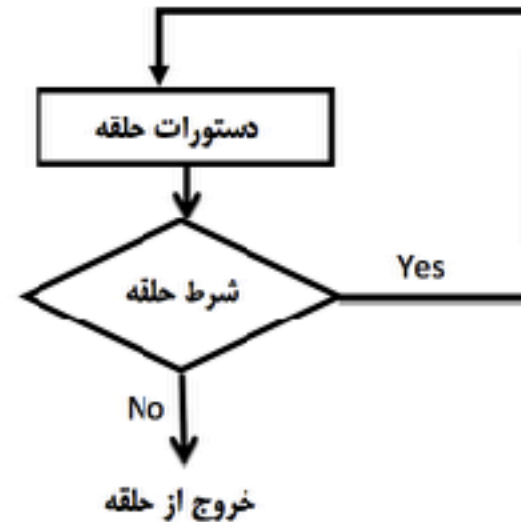 دستورات حلقه
شرط حلقه
Yes
No
خروج از حلقه